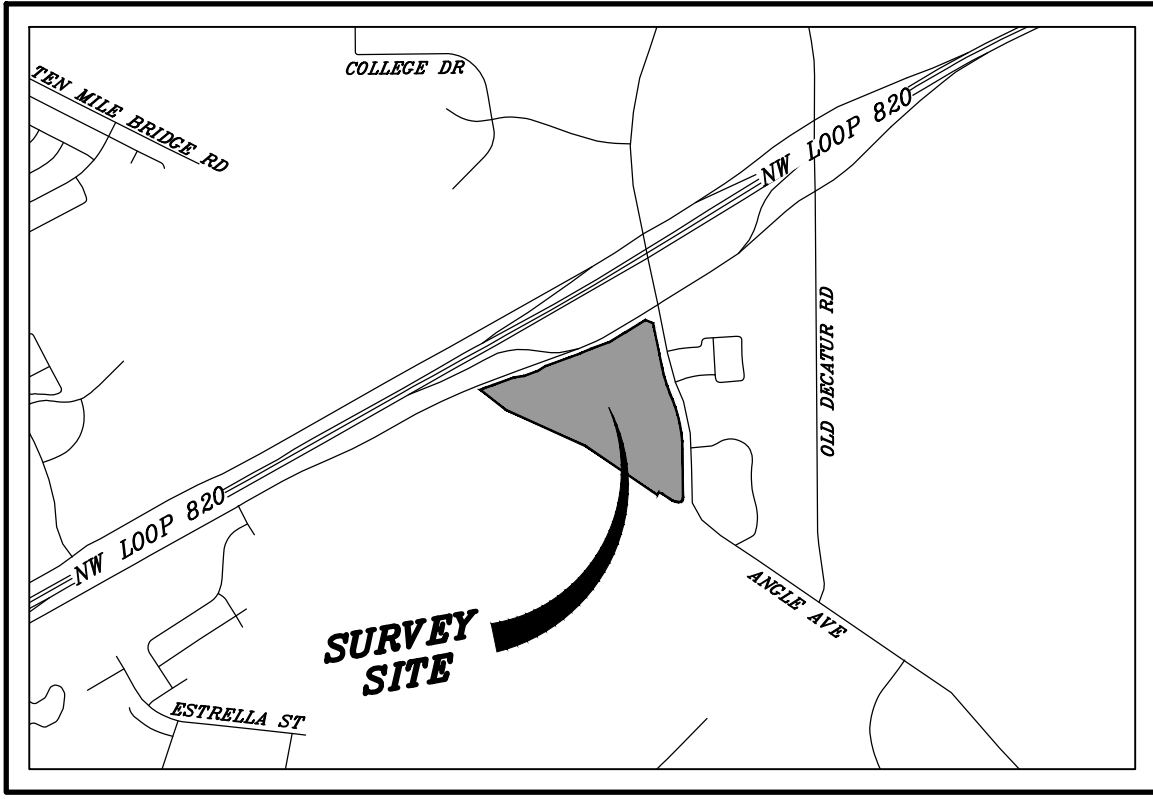 COLLEGE DR
TEN MILE BRIDGE RD
NW LOOP 820
OLD DECATUR RD
NW LOOP 820
ANGLE AVE
SURVEY
SITE
ESTRELLA ST